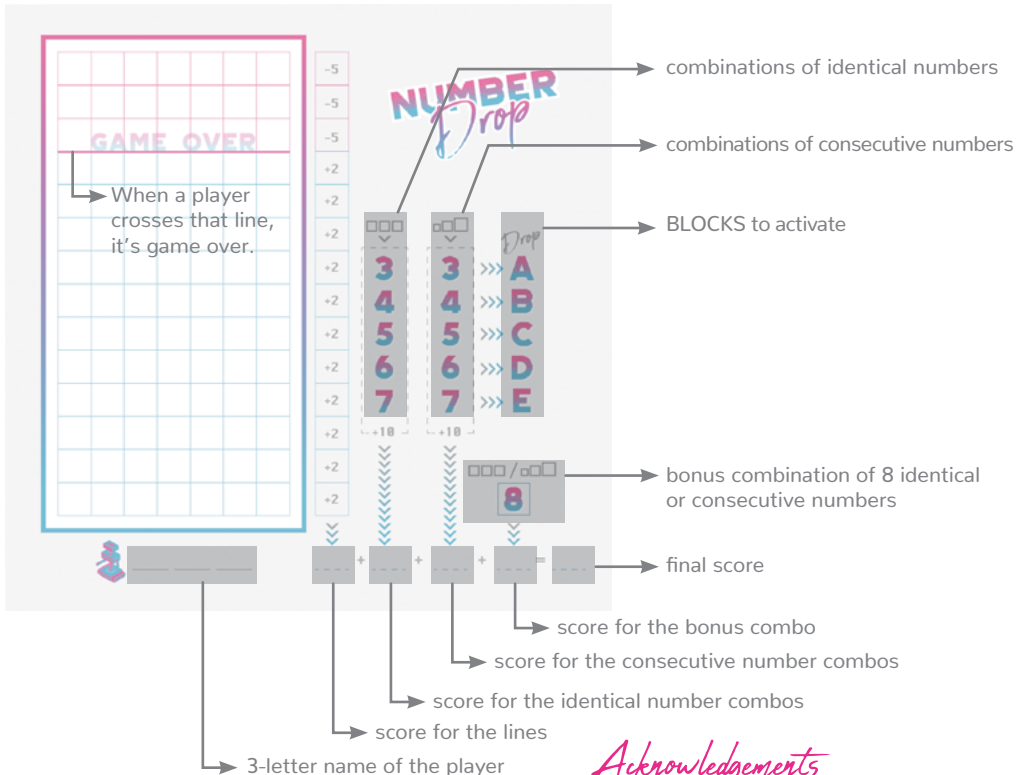 NUMBER
Drop
GAME OVER
When a player
crosses that line,
it's game over.
-5
-5
-5
+2
+2
+2
+2
+2
+2
+2
+2
+2
+2
+2
Drop
3 3 >>> A
4 4 >>> B
5 5 >>> C
6 6 >>> D
7 7 >>> E
+10 +10
/
8
+ + + =
combinations of identical numbers
combinations of consecutive numbers
BLOCKS to activate
bonus combination of 8 identical
or consecutive numbers
final score
score for the bonus combo
score for the consecutive number combos
score for the identical number combos
score for the lines
3-letter name of the player
Acknowledgements